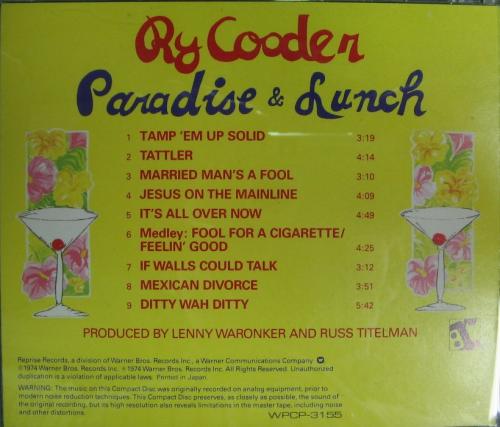 Ry Cooder
Paradise & Lunch
1 TAMP 'EM UP SOLID 3:19
2 TATTLER 4:14
3 MARRIED MAN'S A FOOL 3:10
4 JESUS ON THE MAINLINE 4:09
5 IT'S ALL OVER NOW 4:49
6 Medley: FOOL FOR A CIGARETTE/
FEELIN' GOOD 4:25
7 IF WALLS COULD TALK 3:12
8 MEXICAN DIVORCE 3:51
9 DITTY WAH DITTY 5:42
PRODUCED BY LENNY WARONKER AND RUSS TITELMAN
Reprise Records, a division of Warner Bros. Records Inc., a Warner Communications Company
℗1974 Warner Bros. Records Inc. ©1974 Warner Bros. Records Inc. All Rights Reserved. Unauthorized
duplication is a violation of applicable laws. Printed in Japan.
WARNING: The music on this Compact Disc was originally recorded on analog equipment, prior to
modern noise reduction techniques. This Compact Disc preserves, as closely as possible, the sound of
the original recording, but its high resolution also reveals limitations in the master tape, including noise
and other distortions. WPCP-3155